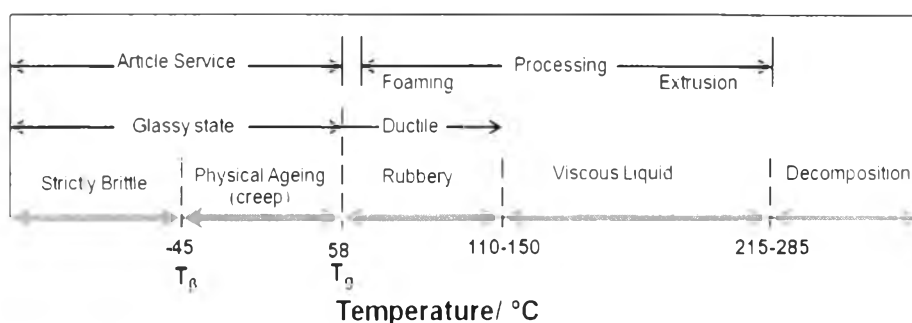 Article Service
Processing
Foaming
Extrusion
Glassy state
Ductile
Strictly Brittle
Physical Ageing
(creep)
Rubbery
Viscous Liquid
Decomposition
-45
58
110-150
215-285
Tβ
Tg
Temperature/ °C